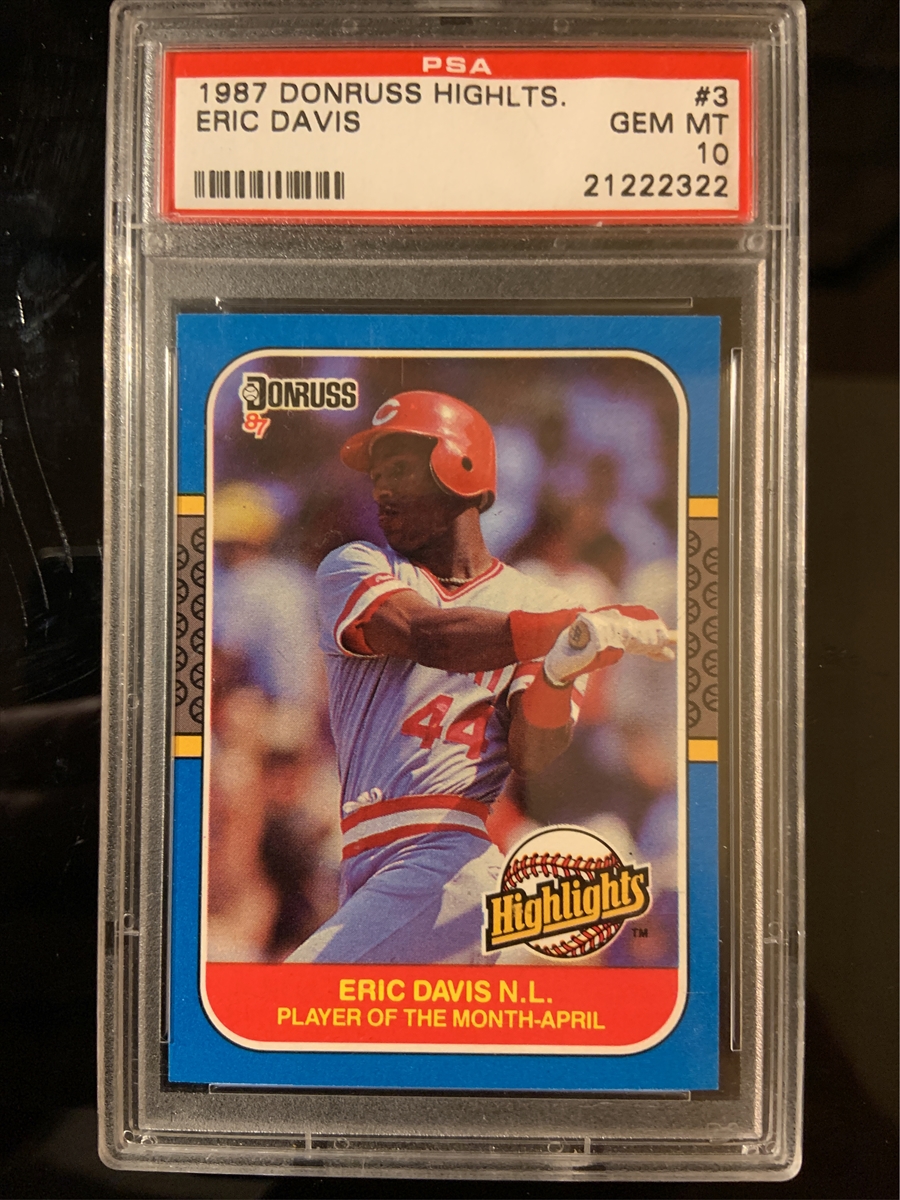 PSA
1987 DONRUSS HIGHLTS. #3
ERIC DAVIS GEM MT
10
21222322
DONRUSS
'87
C
44
Highlights
TM
ERIC DAVIS N.L.
PLAYER OF THE MONTH-APRIL